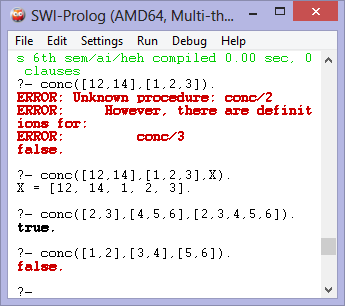 SWI-Prolog (AMD64, Multi-th...
File Edit Settings Run Debug Help
s 6th sem/ai/heh compiled 0.00 sec, 0
clauses
?- conc([12,14],[1,2,3]).
ERROR: Unknown procedure: conc/2
ERROR:     However, there are definit
ions for:
ERROR:         conc/3
false.
?- conc([12,14],[1,2,3],X).
X = [12, 14, 1, 2, 3].
?- conc([2,3],[4,5,6],[2,3,4,5,6]).
true.
?- conc([1,2],[3,4],[5,6]).
false.
?-